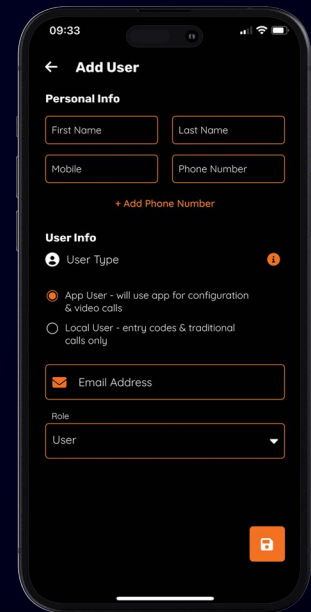 09:33
Add User
Personal Info
First Name
Last Name
Mobile
Phone Number
+ Add Phone Number
User Info
User Type
i
App User - will use app for configuration
& video calls
Local User - entry codes & traditional
calls only
Email Address
Role
User